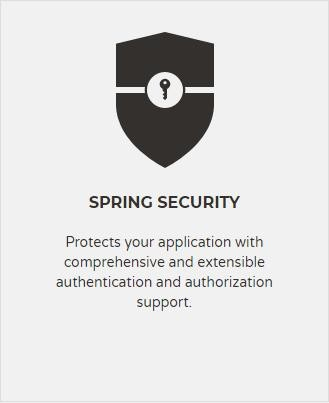 SPRING SECURITY
Protects your application with
comprehensive and extensible
authentication and authorization
support.